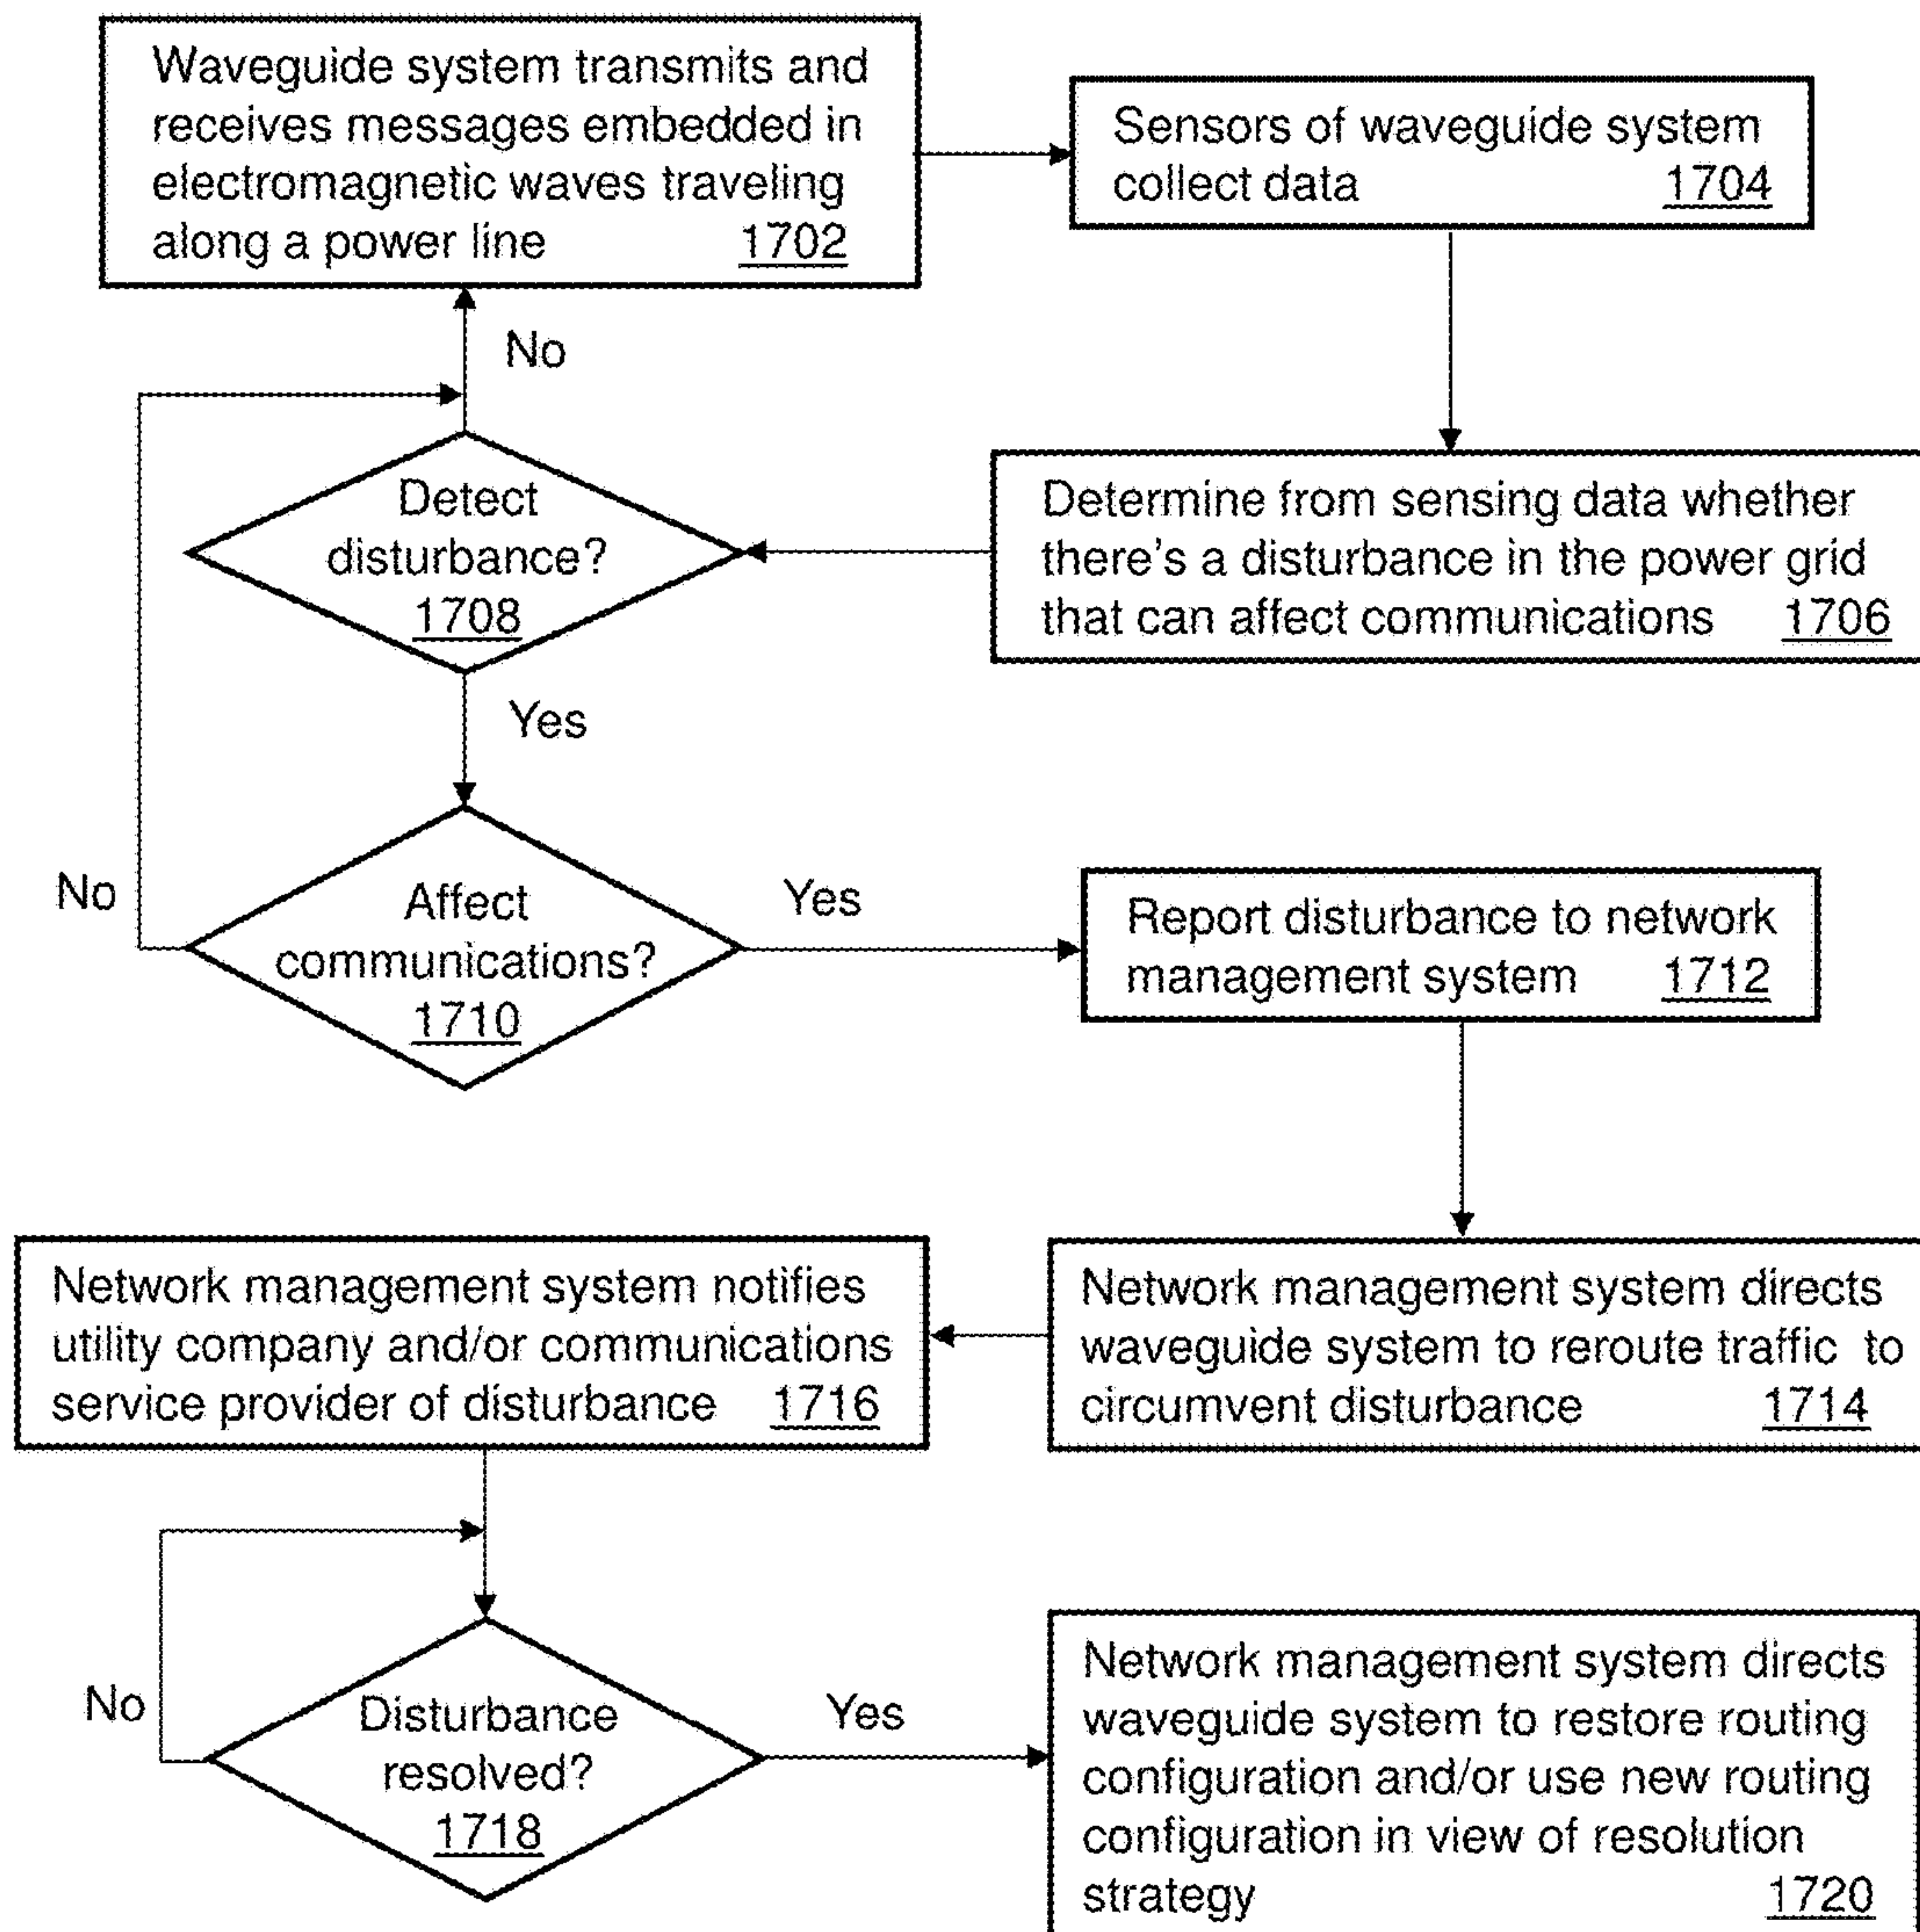 Waveguide system transmits and
receives messages embedded in
electromagnetic waves traveling
along a power line 1702
Sensors of waveguide system
collect data 1704
No
Detect
disturbance?
1708
Determine from sensing data whether
there's a disturbance in the power grid
that can affect communications 1706
Yes
No
Affect
communications?
1710
Yes
Report disturbance to network
management system 1712
Network management system notifies
utility company and/or communications
service provider of disturbance 1716
Network management system directs
waveguide system to reroute traffic to
circumvent disturbance 1714
No
Disturbance
resolved?
1718
Yes
Network management system directs
waveguide system to restore routing
configuration and/or use new routing
configuration in view of resolution
strategy 1720